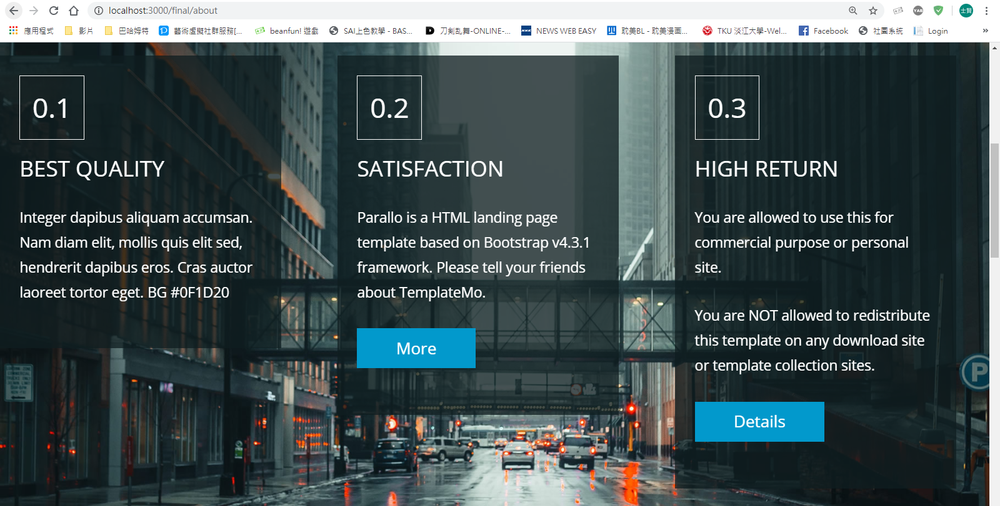 localhost:3000/final/about
士賢
應用程式 影片 巴哈姆特 藝術虛擬社群服務[... beanfun! 遊戲 SAI上色教學 - BAS... 刀剣乱舞-ONLINE-... NEWS WEB EASY 耽美BL - 耽美漫画... TKU 淡江大學-Wel... Facebook 社團系統 Login »
0.1
BEST QUALITY
Integer dapibus aliquam accumsan.
Nam diam elit, mollis quis elit sed,
hendrerit dapibus eros. Cras auctor
laoreet tortor eget. BG #0F1D20
0.2
SATISFACTION
Parallo is a HTML landing page
template based on Bootstrap v4.3.1
framework. Please tell your friends
about TemplateMo.
More
0.3
HIGH RETURN
You are allowed to use this for
commercial purpose or personal
site.
You are NOT allowed to redistribute
this template on any download site
or template collection sites.
Details
P